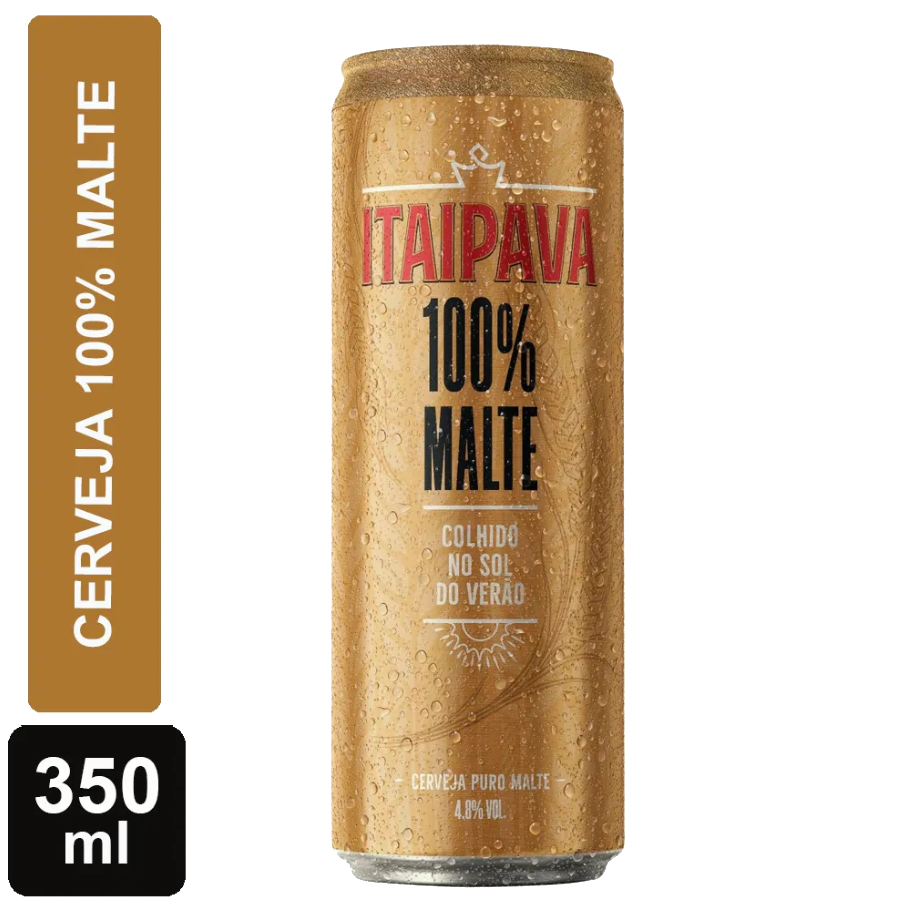 CERVEJA 100% MALTE
350
ml
ITAIPAVA
100%
MALTE
COLHIDO
NO SOL
DO VERÃO
- CERVEJA PURO MALTE -
4.8% VOL.